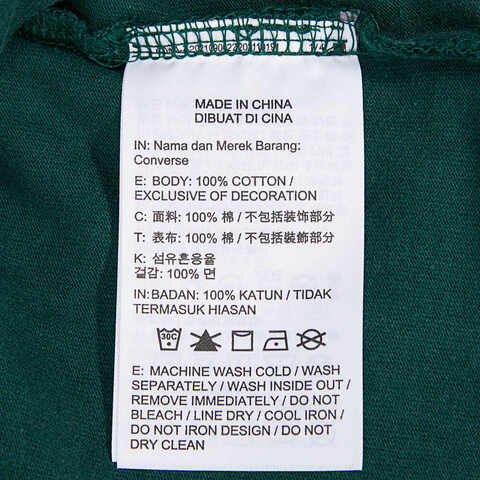 MADE IN CHINA
DIBUAT DI CINA
IN: Nama dan Merek Barang:
Converse
E: BODY: 100% COTTON /
EXCLUSIVE OF DECORATION
C: 面料: 100% 棉 / 不包括装饰部分
T: 表布: 100% 棉 / 不包括裝飾部分
K: 섬유혼용율
겉감: 100% 면
IN: BADAN: 100% KATUN / TIDAK
TERMASUK HIASAN
30C
E: MACHINE WASH COLD / WASH
SEPARATELY / WASH INSIDE OUT /
REMOVE IMMEDIATELY / DO NOT
BLEACH / LINE DRY / COOL IRON /
DO NOT IRON DESIGN / DO NOT
DRY CLEAN